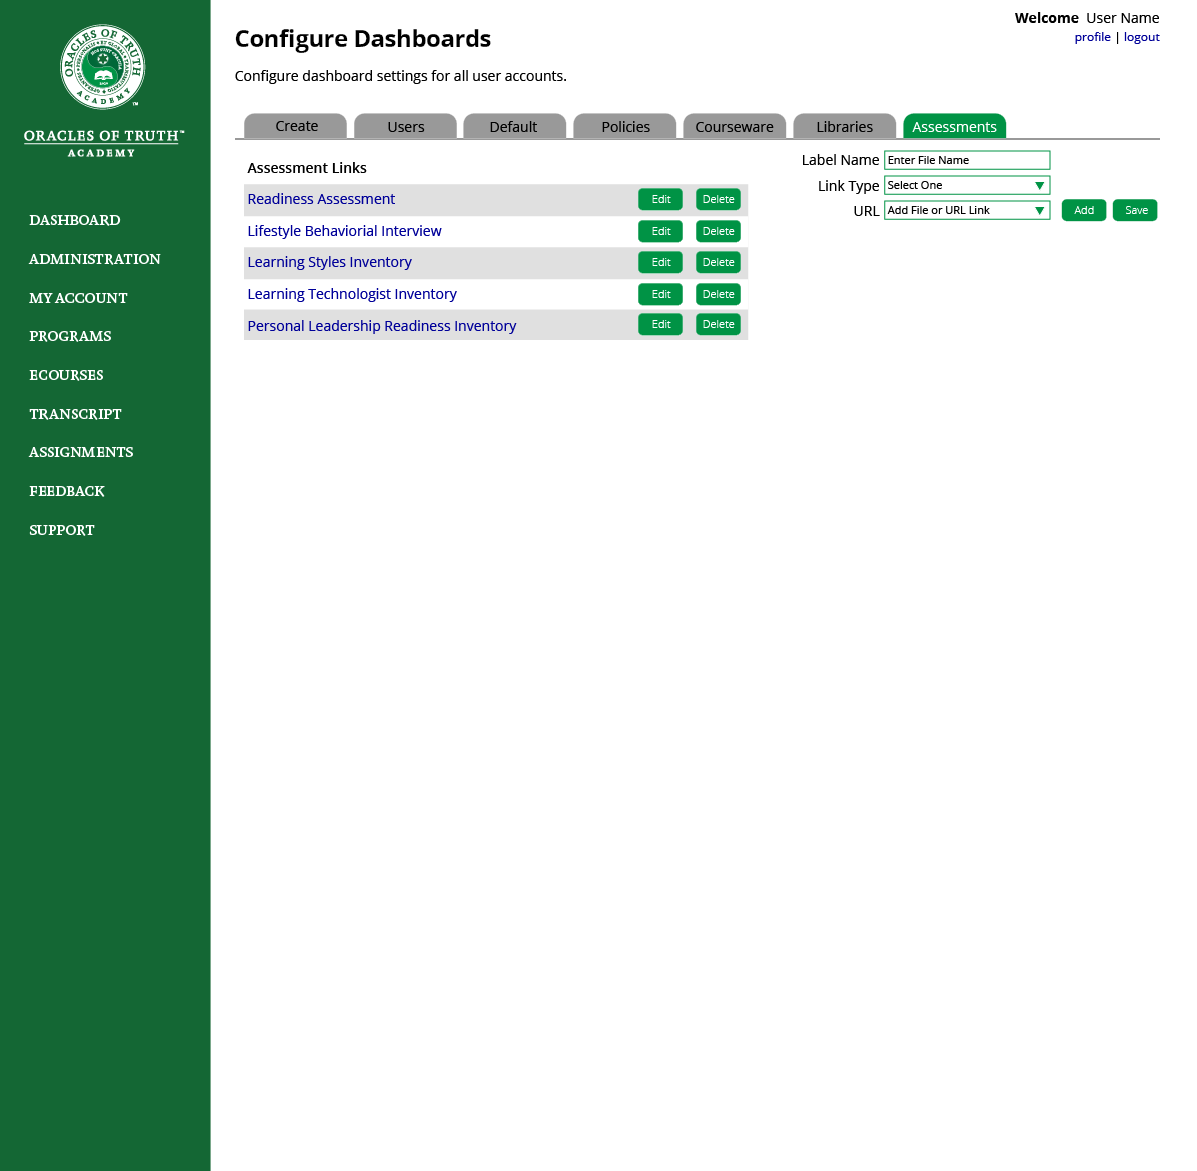 ORACLES OF TRUTH
ACADEMY
ORACLES OF TRUTH™
ACADEMY
DASHBOARD
ADMINISTRATION
MY ACCOUNT
PROGRAMS
ECOURSES
TRANSCRIPT
ASSIGNMENTS
FEEDBACK
SUPPORT
Welcome User Name
profile | logout
Configure Dashboards
Configure dashboard settings for all user accounts.
Create Users Default Policies Courseware Libraries Assessments
Assessment Links
Readiness Assessment Edit Delete
Lifestyle Behaviorial Interview Edit Delete
Learning Styles Inventory Edit Delete
Learning Technologist Inventory Edit Delete
Personal Leadership Readiness Inventory Edit Delete
Label Name Enter File Name
Link Type Select One ▼
URL Add File or URL Link ▼ Add Save